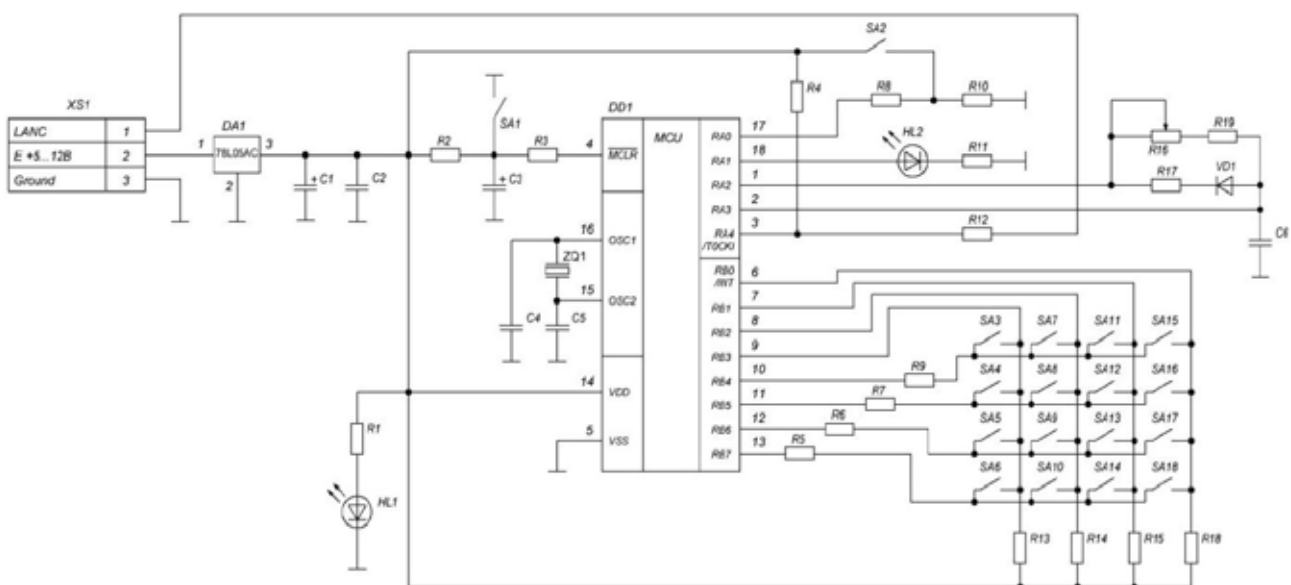 SA2
XS1
LANC 1
E +5...12B 2
Ground 3
DA1
1 78L05AC 3
2
+ C1
C2
R2
SA1
R3
+ C3
4
DD1
MCLR
MCU
16 OSC1
ZQ1
15 OSC2
C4
C5
14 VDD
5 VSS
R1
HL1
R4
R8
R10
17 RA0
HL2
R11
18 RA1
1 RA2
2 RA3
3 RA4
/T0CKI
R12
R16
R19
R17
VD1
C6
6 RB0
/INT
7 RB1
8 RB2
9 RB3
10 RB4
11 RB5
12 RB6
13 RB7
R9
R7
R6
R5
SA3 SA7 SA11 SA15
SA4 SA8 SA12 SA16
SA5 SA9 SA13 SA17
SA6 SA10 SA14 SA18
R13 R14 R15 R18